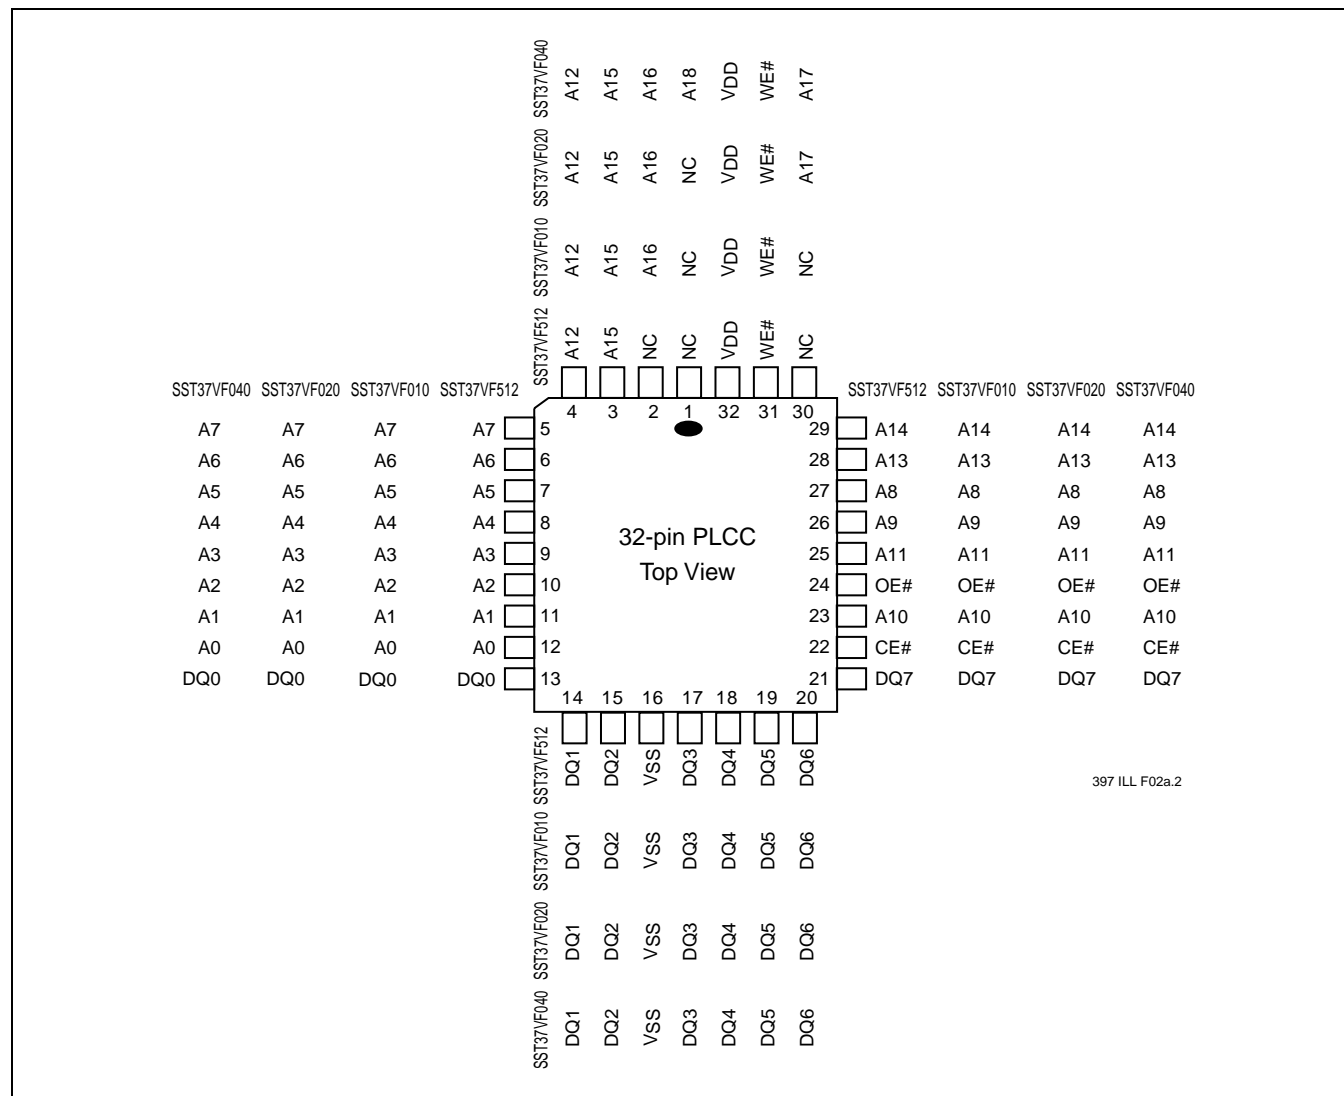 SST37VF040 A12 A15 A16 A18 VDD WE# A17
SST37VF020 A12 A15 A16 NC VDD WE# A17
SST37VF010 A12 A15 A16 NC VDD WE# NC
SST37VF512 A12 A15 NC NC VDD WE# NC
SST37VF040 SST37VF020 SST37VF010 SST37VF512 SST37VF512 SST37VF010 SST37VF020 SST37VF040
4 3 2 1 32 31 30
A7 A7 A7 A7 5 29 A14 A14 A14 A14
A6 A6 A6 A6 6 28 A13 A13 A13 A13
A5 A5 A5 A5 7 27 A8 A8 A8 A8
A4 A4 A4 A4 8 26 A9 A9 A9 A9
32-pin PLCC
A3 A3 A3 A3 9 25 A11 A11 A11 A11
Top View
A2 A2 A2 A2 10 24 OE# OE# OE# OE#
A1 A1 A1 A1 11 23 A10 A10 A10 A10
A0 A0 A0 A0 12 22 CE# CE# CE# CE#
DQ0 DQ0 DQ0 DQ0 13 21 DQ7 DQ7 DQ7 DQ7
14 15 16 17 18 19 20
SST37VF512 DQ1 DQ2 VSS DQ3 DQ4 DQ5 DQ6
397 ILL F02a.2
SST37VF010 DQ1 DQ2 VSS DQ3 DQ4 DQ5 DQ6
SST37VF020 DQ1 DQ2 VSS DQ3 DQ4 DQ5 DQ6
SST37VF040 DQ1 DQ2 VSS DQ3 DQ4 DQ5 DQ6